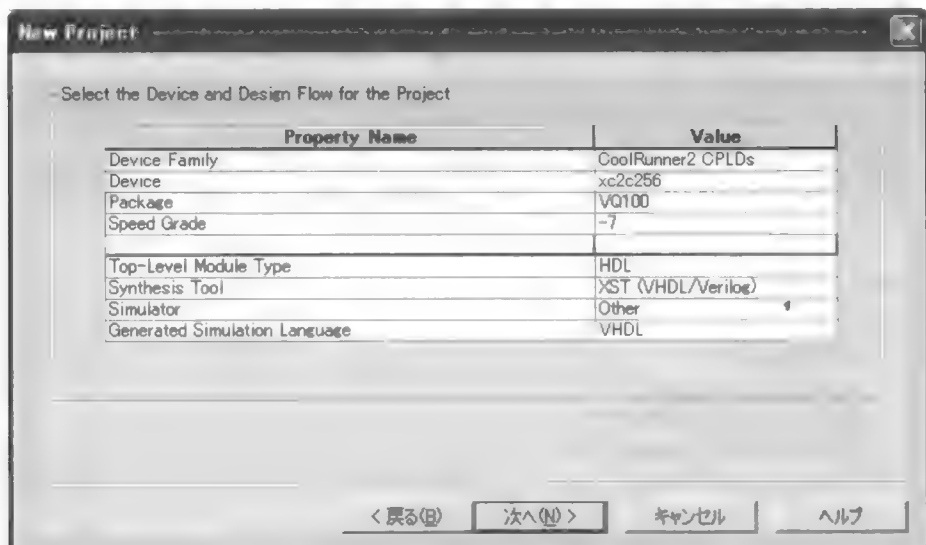 New Project
Select the Device and Design Flow for the Project
Property Name Value
Device Family CoolRunner2 CPLDs
Device xc2c256
Package VQ100
Speed Grade -7
Top-Level Module Type HDL
Synthesis Tool XST (VHDL/Verilog)
Simulator Other
Generated Simulation Language VHDL
< 戻る(B) 次へ(N) > キャンセル ヘルプ